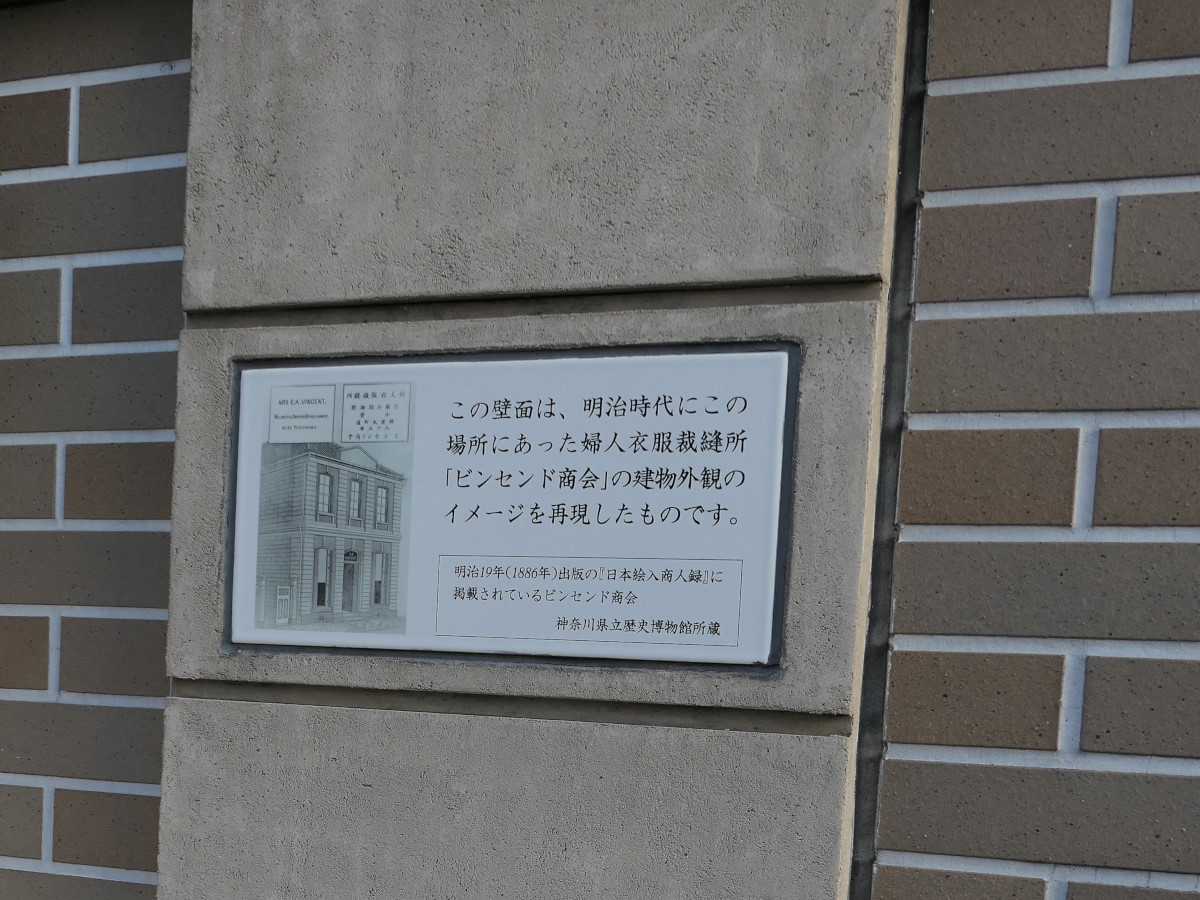 MRS E.A. VINCENT.
この壁面は、明治時代にこの
場所にあった婦人衣服裁縫所
「ビンセンド商会」の建物外観の
イメージを再現したものです。
明治19年(1886年)出版の『日本絵入商人録』に
掲載されているビンセンド商会
神奈川県立歴史博物館所蔵